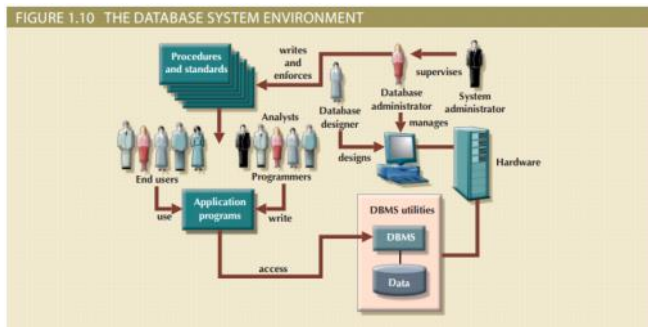 FIGURE 1.10 THE DATABASE SYSTEM ENVIRONMENT
Procedures
and standards
writes
and
enforces
supervises
Database
administrator
System
administrator
Database
designer
manages
Analysts
designs
Hardware
End users
Programmers
Application
programs
use
write
DBMS utilities
DBMS
access
Data